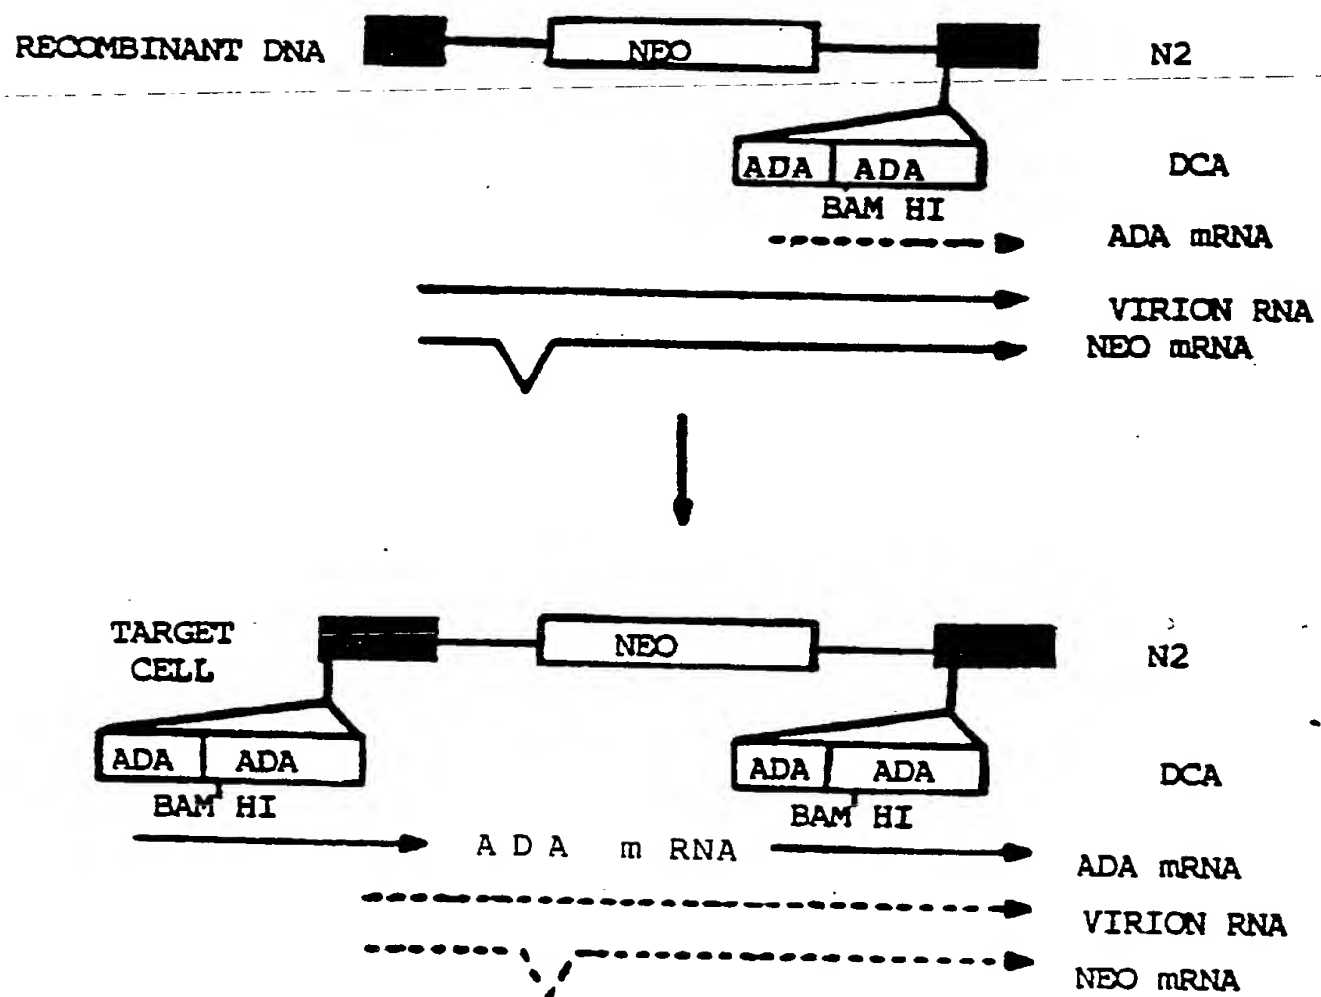 RECOMBINANT DNA NEO N2
ADA ADA DCA
BAM HI
ADA mRNA
VIRION RNA
NEO mRNA
TARGET CELL NEO N2
ADA ADA ADA ADA DCA
BAM HI BAM HI
ADA mRNA ADA mRNA
VIRION RNA
NEO mRNA